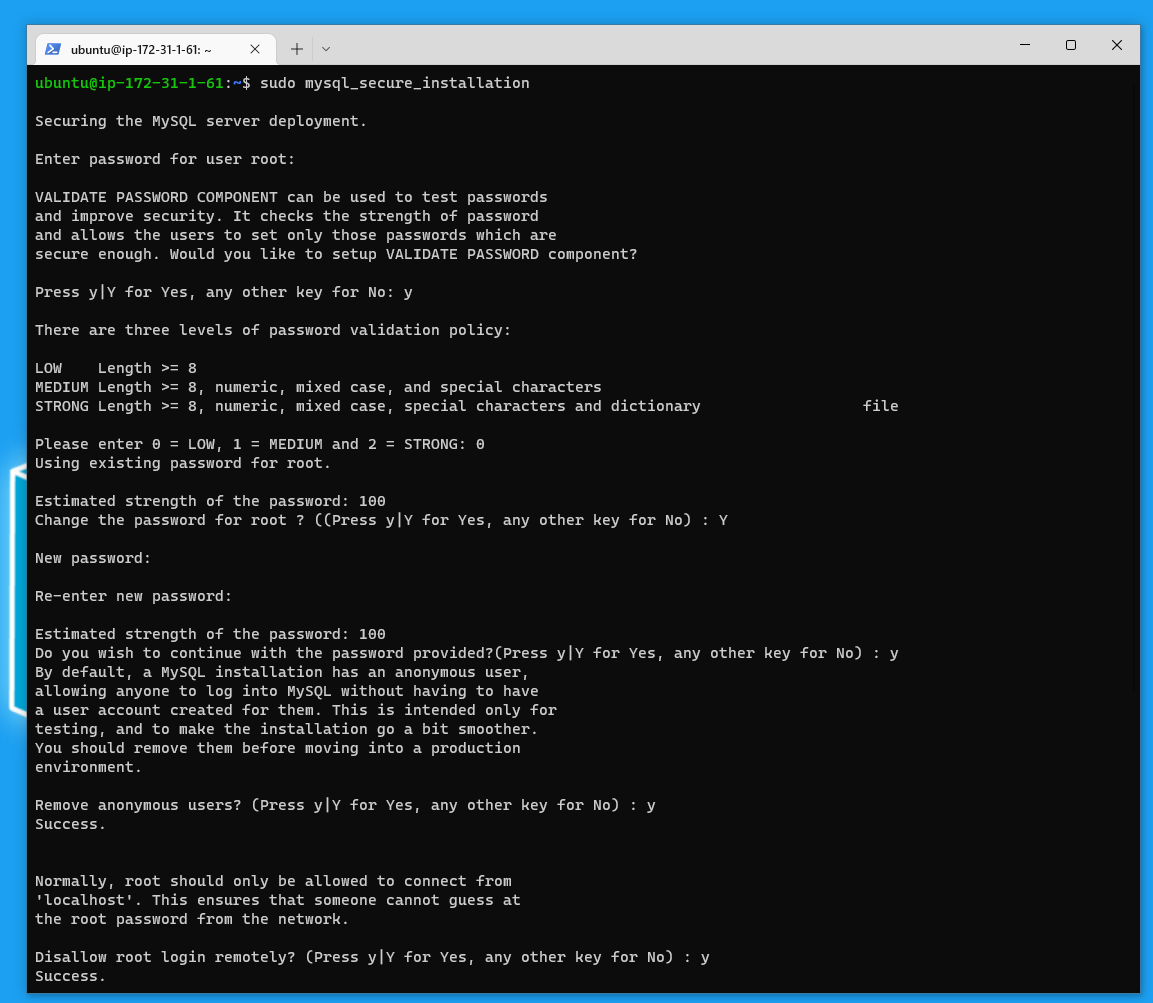 ubuntu@ip-172-31-1-61: ~
ubuntu@ip-172-31-1-61:~$ sudo mysql_secure_installation
Securing the MySQL server deployment.
Enter password for user root:
VALIDATE PASSWORD COMPONENT can be used to test passwords
and improve security. It checks the strength of password
and allows the users to set only those passwords which are
secure enough. Would you like to setup VALIDATE PASSWORD component?
Press y|Y for Yes, any other key for No: y
There are three levels of password validation policy:
LOW    Length >= 8
MEDIUM Length >= 8, numeric, mixed case, and special characters
STRONG Length >= 8, numeric, mixed case, special characters and dictionary                  file
Please enter 0 = LOW, 1 = MEDIUM and 2 = STRONG: 0
Using existing password for root.
Estimated strength of the password: 100
Change the password for root ? ((Press y|Y for Yes, any other key for No) : Y
New password:
Re-enter new password:
Estimated strength of the password: 100
Do you wish to continue with the password provided?(Press y|Y for Yes, any other key for No) : y
By default, a MySQL installation has an anonymous user,
allowing anyone to log into MySQL without having to have
a user account created for them. This is intended only for
testing, and to make the installation go a bit smoother.
You should remove them before moving into a production
environment.
Remove anonymous users? (Press y|Y for Yes, any other key for No) : y
Success.
Normally, root should only be allowed to connect from
'localhost'. This ensures that someone cannot guess at
the root password from the network.
Disallow root login remotely? (Press y|Y for Yes, any other key for No) : y
Success.